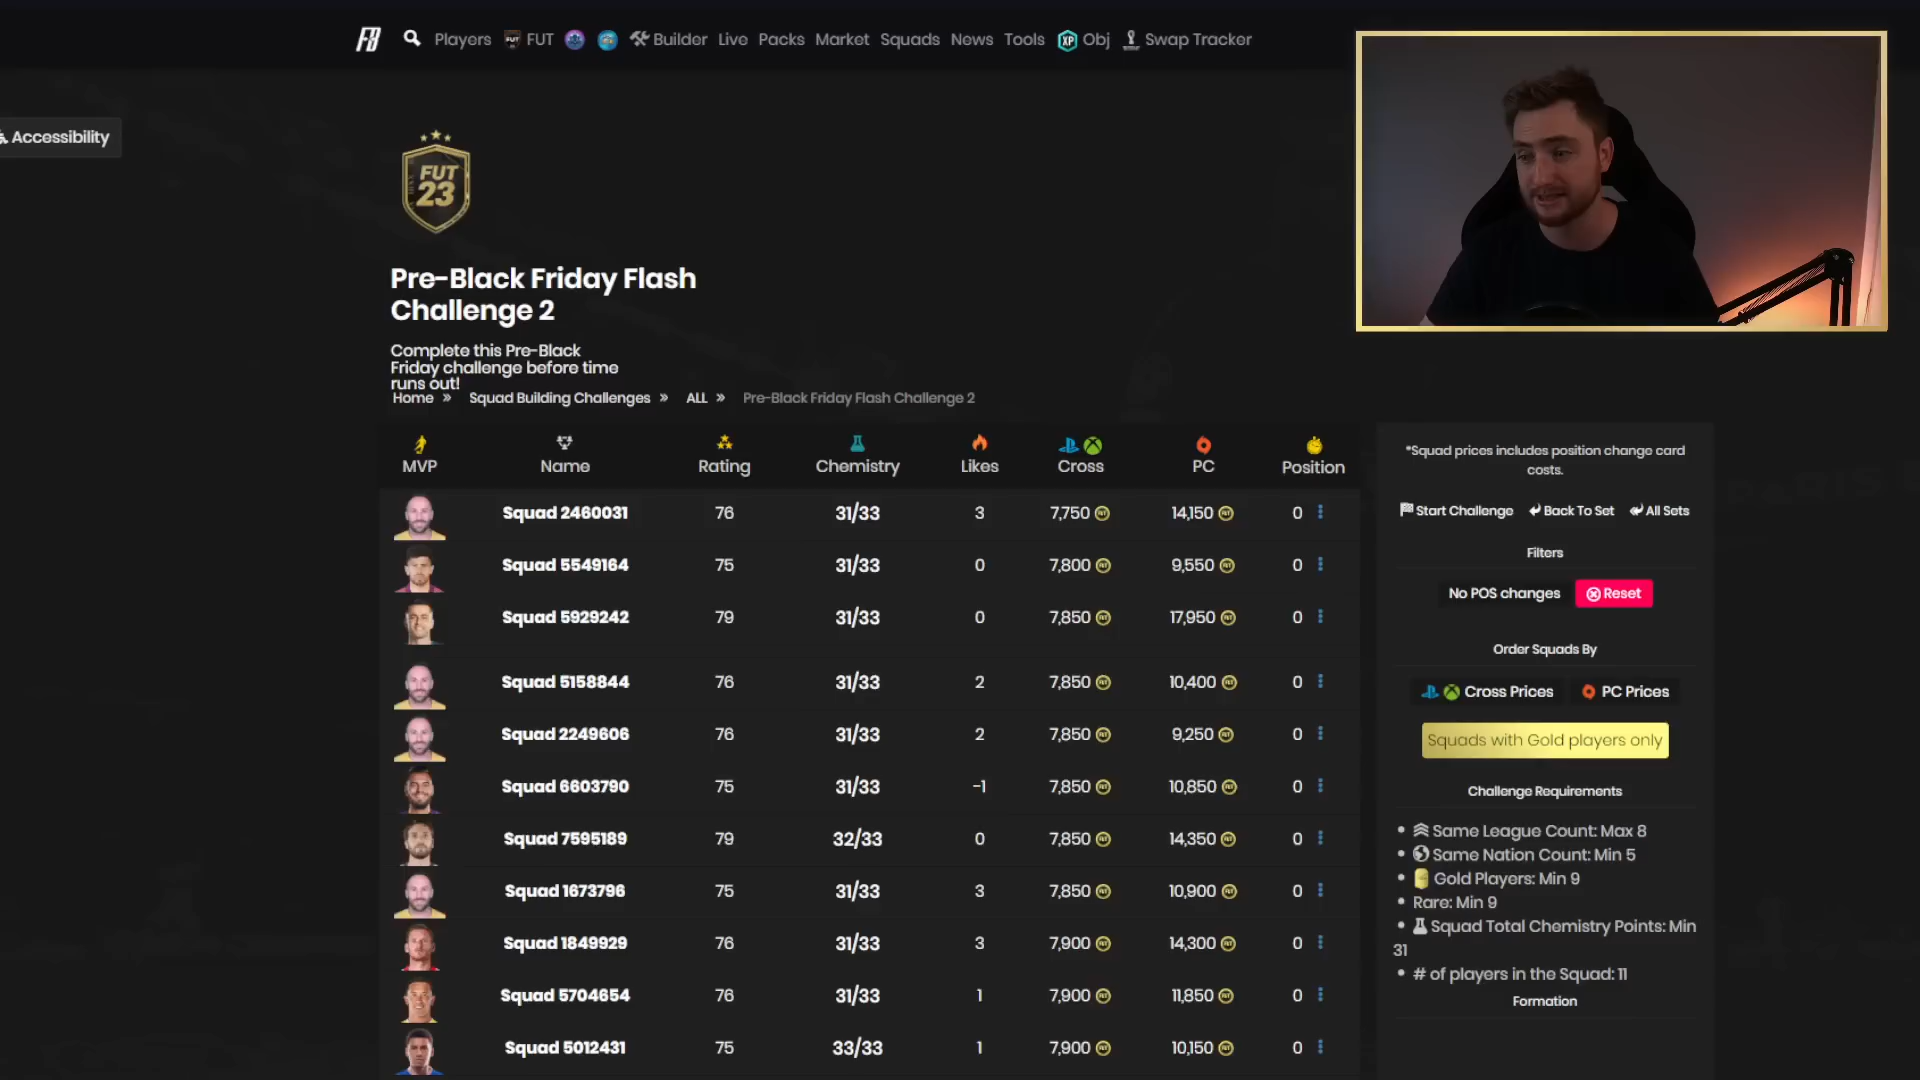 Players FUT Builder Live Packs Market Squads News Tools XP Obj Swap Tracker
Accessibility
FUT
23
Pre-Black Friday Flash
Challenge 2
Complete this Pre-Black
Friday challenge before time
runs out!
Home » Squad Building Challenges » ALL » Pre-Black Friday Flash Challenge 2
MVP Name Rating Chemistry Likes Cross PC Position
Squad 2460031 76 31/33 3 7,750 14,150 0
Squad 5549164 75 31/33 0 7,800 9,550 0
Squad 5929242 79 31/33 0 7,850 17,950 0
Squad 5158844 76 31/33 2 7,850 10,400 0
Squad 2249606 76 31/33 2 7,850 9,250 0
Squad 6603790 75 31/33 -1 7,850 10,850 0
Squad 7595189 79 32/33 0 7,850 14,350 0
Squad 1673796 75 31/33 3 7,850 10,900 0
Squad 1849929 76 31/33 3 7,900 14,300 0
Squad 5704654 76 31/33 1 7,900 11,850 0
Squad 5012431 75 33/33 1 7,900 10,150 0
*Squad prices includes position change card
costs.
Start Challenge Back To Set All Sets
Filters
No POS changes Reset
Order Squads By
Cross Prices PC Prices
Squads with Gold players only
Challenge Requirements
• Same League Count: Max 8
• Same Nation Count: Min 5
• Gold Players: Min 9
• Rare: Min 9
• Squad Total Chemistry Points: Min
31
• # of players in the Squad: 11
Formation